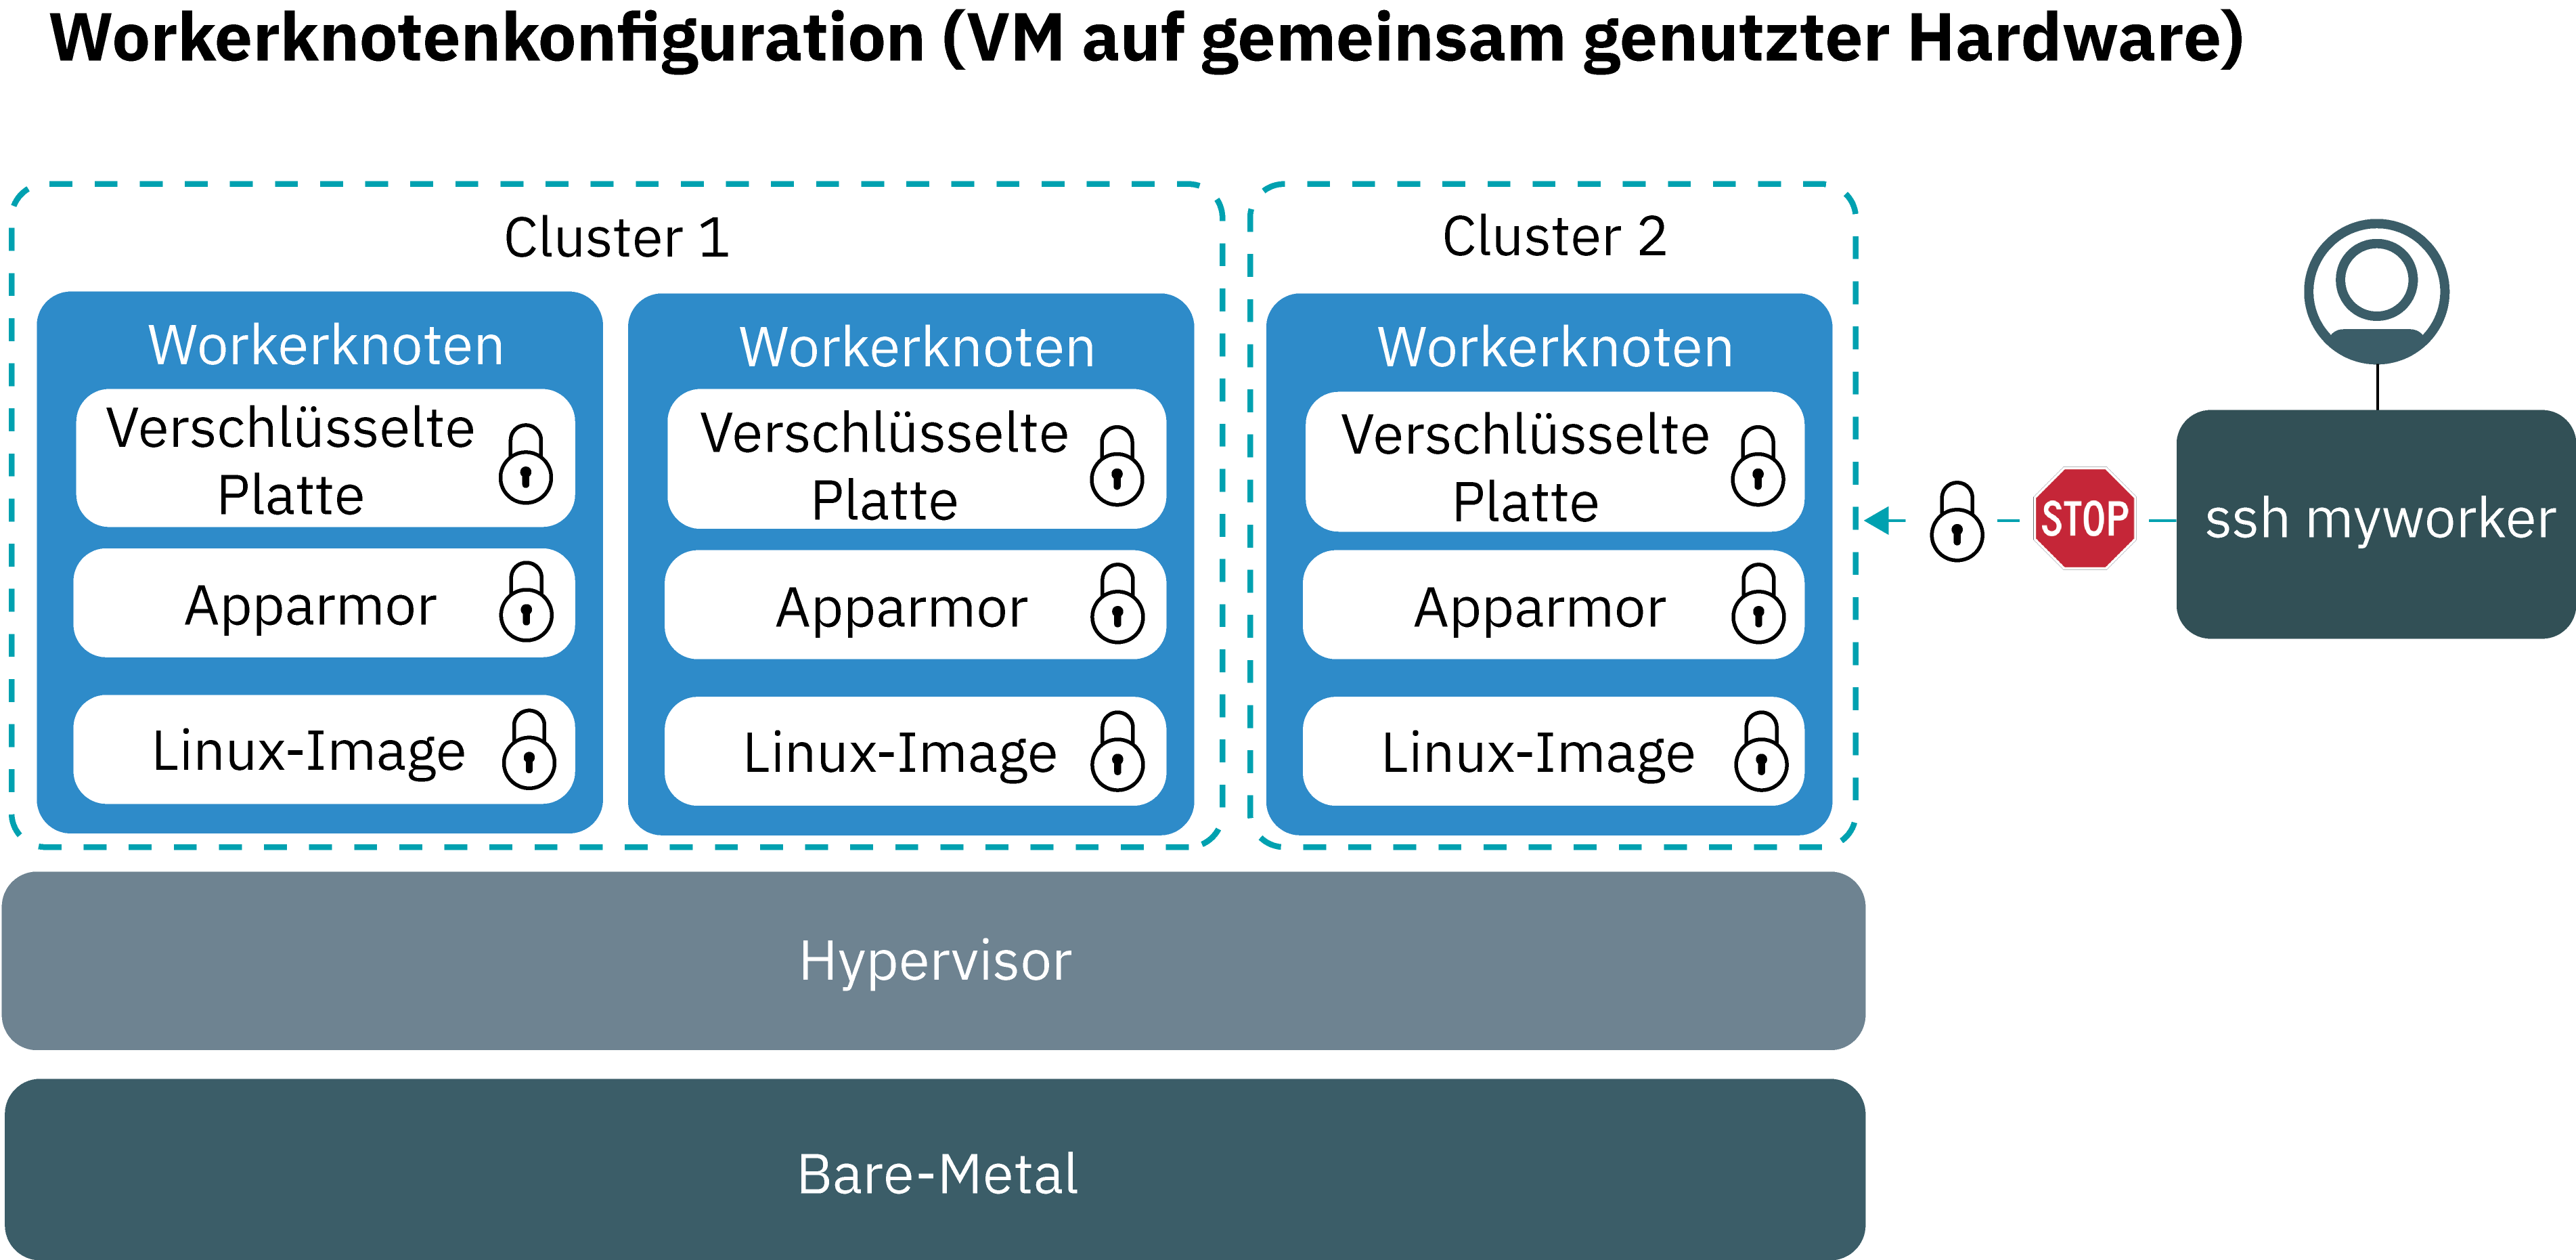 Workerknotenkonfiguration (VM auf gemeinsam genutzter Hardware)
Cluster 1
Workerknoten
Verschlüsselte
Platte
Apparmor
Linux-Image
Workerknoten
Verschlüsselte
Platte
Apparmor
Linux-Image
Cluster 2
Workerknoten
Verschlüsselte
Platte
Apparmor
Linux-Image
STOP
ssh myworker
Hypervisor
Bare-Metal